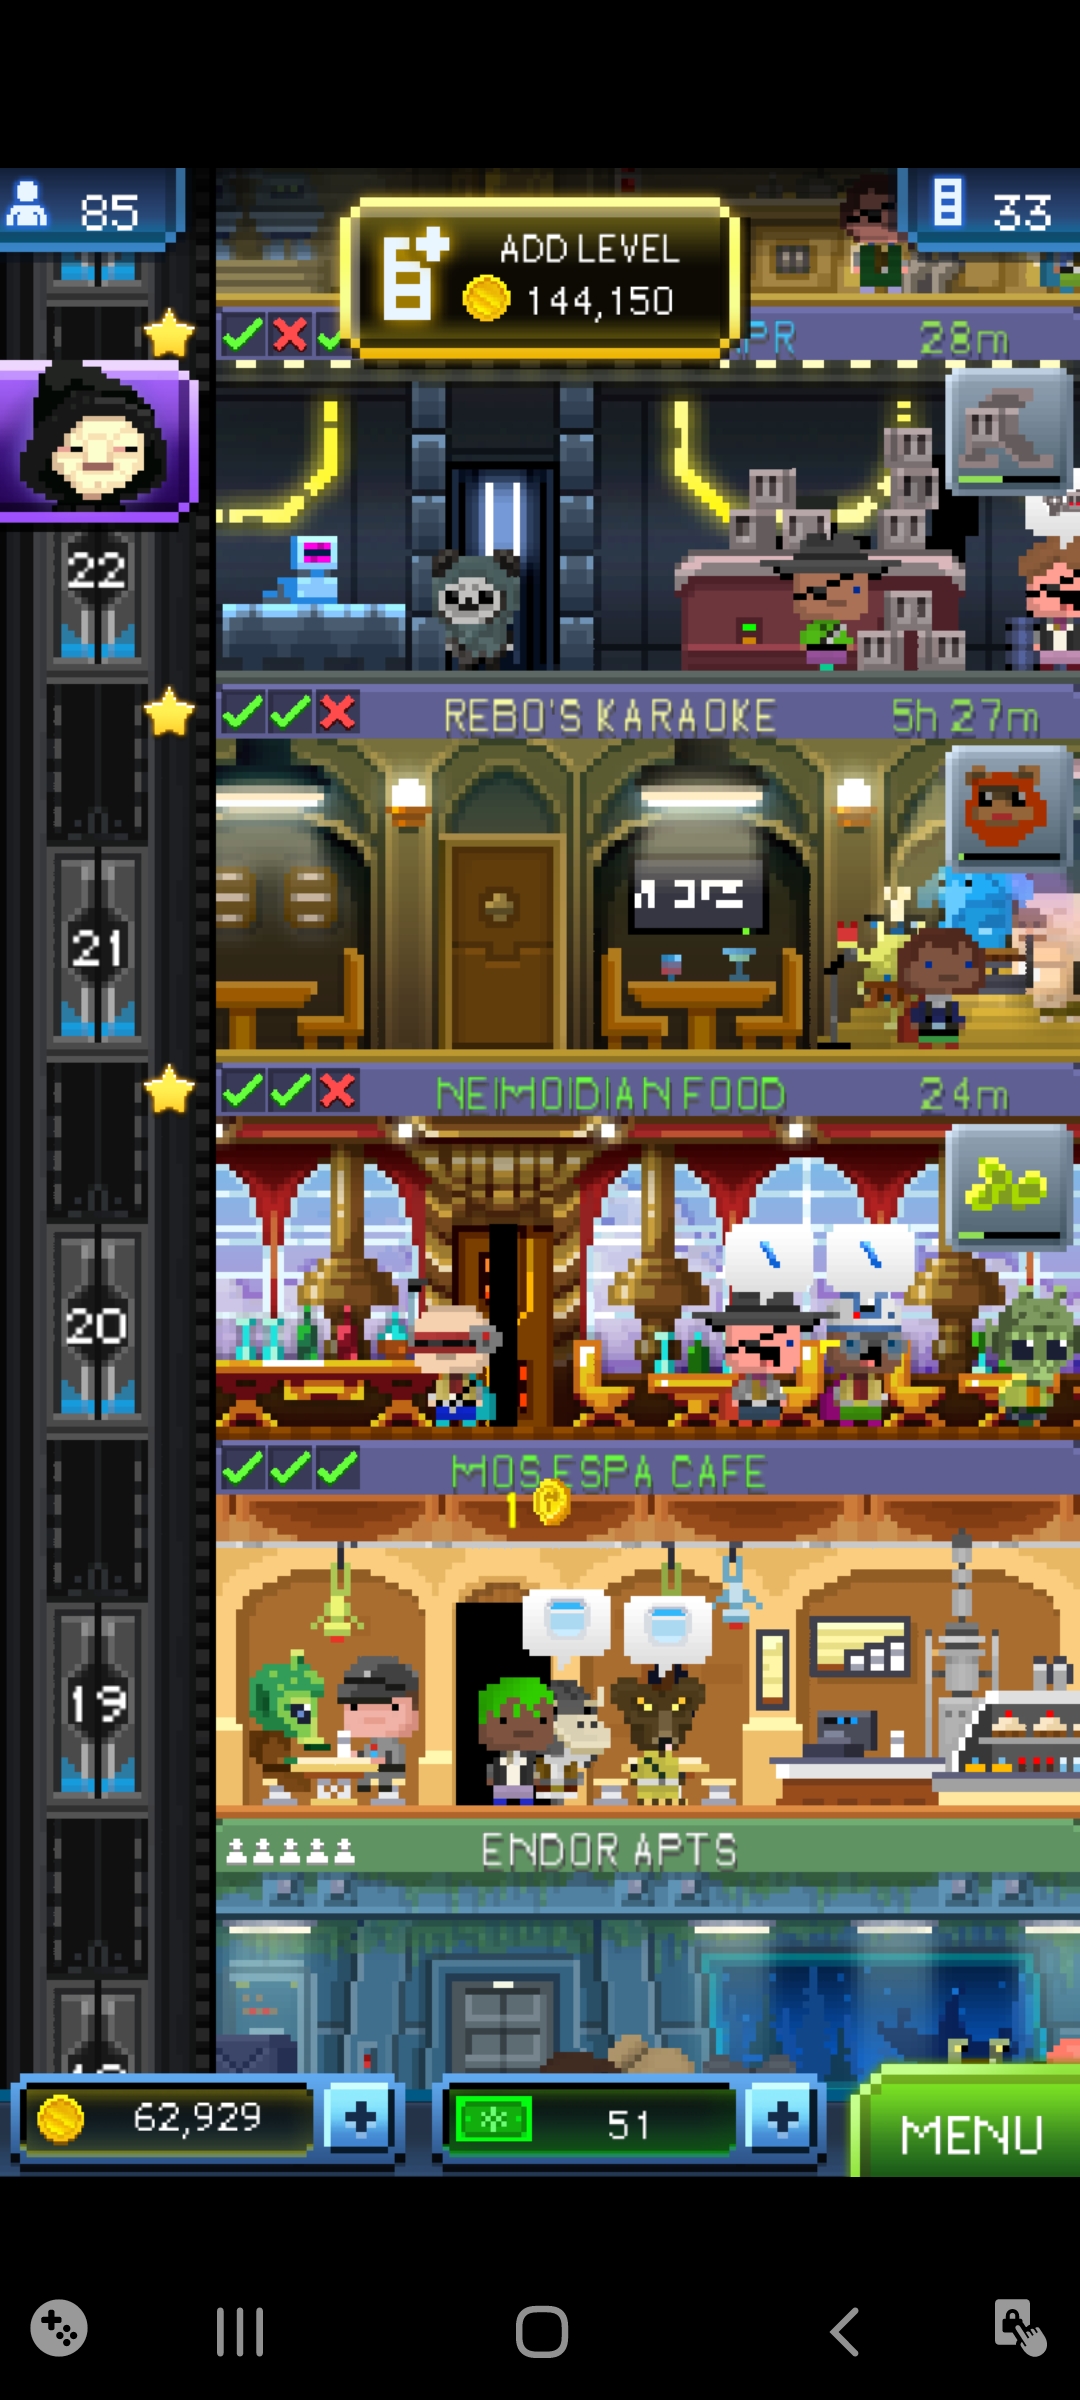 85
33
ADD LEVEL
144,150
28m
22
REBO'S KARAOKE
5h 27m
21
NEIMOIDIAN FOOD
24m
20
MOS ESPA CAFE
1
19
ENDOR APTS
62,929
51
MENU